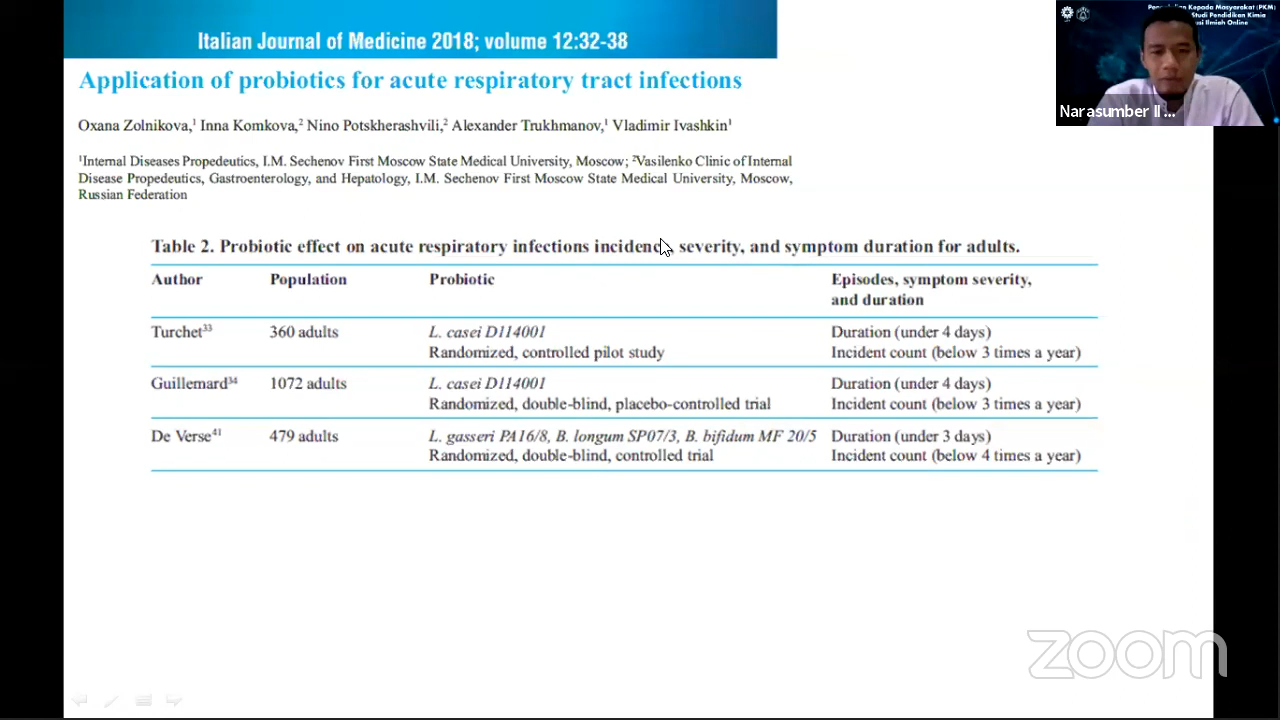 Italian Journal of Medicine 2018; volume 12:32-38
Application of probiotics for acute respiratory tract infections
Oxana Zolnikova,¹ Inna Komkova,² Nino Potskherashvili,² Alexander Trukhmanov,¹ Vladimir Ivashkin¹
¹Internal Diseases Propedeutics, I.M. Sechenov First Moscow State Medical University, Moscow; ²Vasilenko Clinic of Internal
Disease Propedeutics, Gastroenterology, and Hepatology, I.M. Sechenov First Moscow State Medical University, Moscow,
Russian Federation
Table 2. Probiotic effect on acute respiratory infections incidence, severity, and symptom duration for adults.
Author Population Probiotic Episodes, symptom severity,
and duration
Turchet³³ 360 adults L. casei D114001 Duration (under 4 days)
Randomized, controlled pilot study Incident count (below 3 times a year)
Guillemard³⁴ 1072 adults L. casei D114001 Duration (under 4 days)
Randomized, double-blind, placebo-controlled trial Incident count (below 3 times a year)
De Verse⁴¹ 479 adults L. gasseri PA16/8, B. longum SP07/3, B. bifidum MF 20/5 Duration (under 3 days)
Randomized, double-blind, controlled trial Incident count (below 4 times a year)
Kepada Masyarakat (PKM)
Studi Pendidikan Kimia
Ilmiah Online
Narasumber II ...
zoom